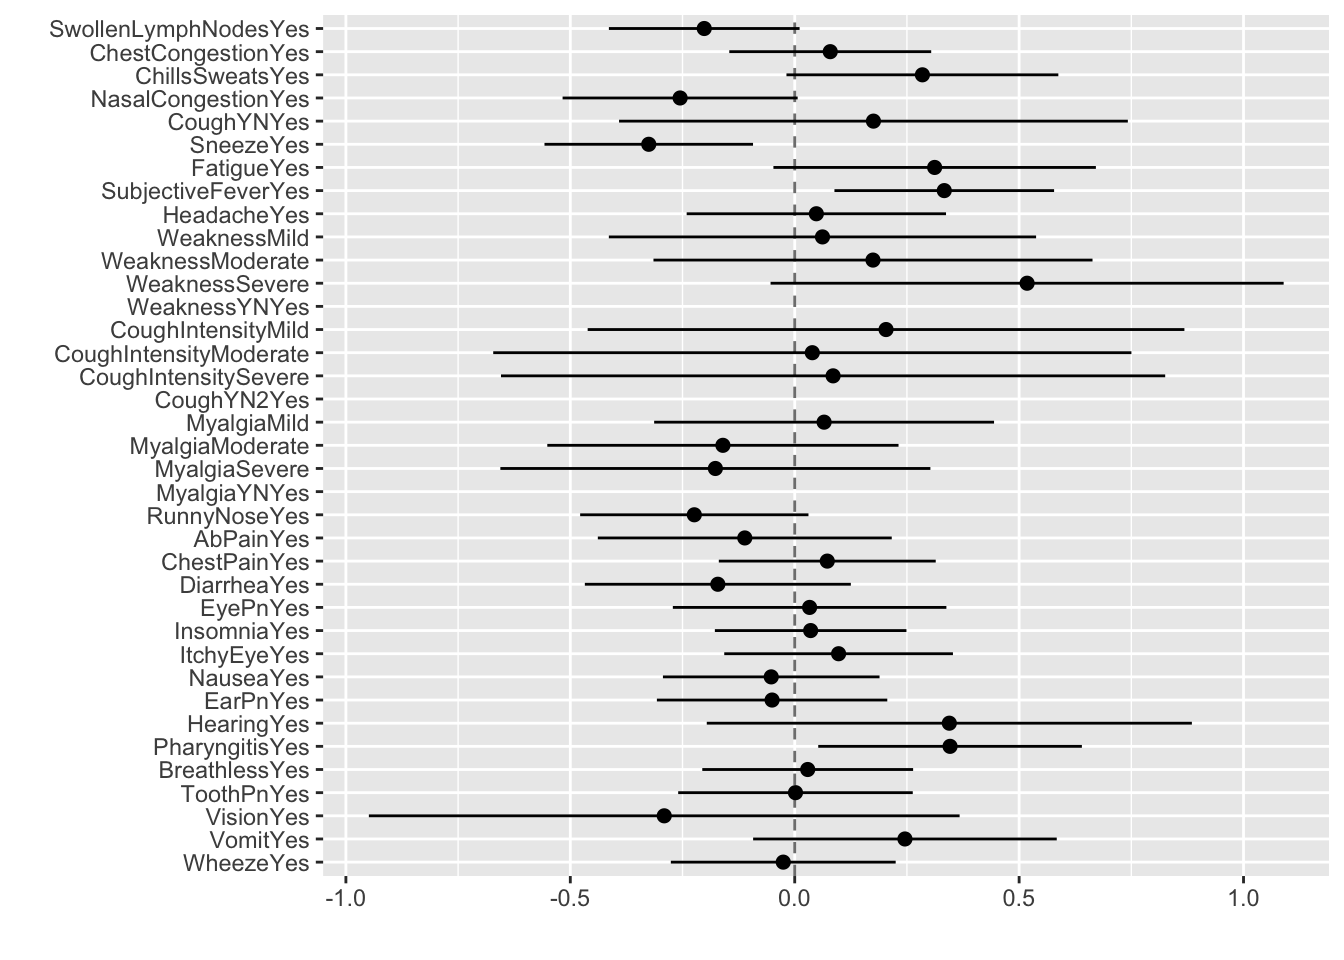 SwollenLymphNodesYes
ChestCongestionYes
ChillsSweatsYes
NasalCongestionYes
CoughYNYes
SneezeYes
FatigueYes
SubjectiveFeverYes
HeadacheYes
WeaknessMild
WeaknessModerate
WeaknessSevere
WeaknessYNYes
CoughIntensityMild
CoughIntensityModerate
CoughIntensitySevere
CoughYN2Yes
MyalgiaMild
MyalgiaModerate
MyalgiaSevere
MyalgiaYNYes
RunnyNoseYes
AbPainYes
ChestPainYes
DiarrheaYes
EyePnYes
InsomniaYes
ItchyEyeYes
NauseaYes
EarPnYes
HearingYes
PharyngitisYes
BreathlessYes
ToothPnYes
VisionYes
VomitYes
WheezeYes
-1.0 -0.5 0.0 0.5 1.0